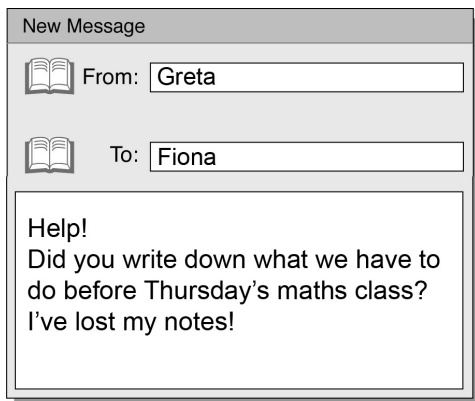 New Message
From: Greta
To: Fiona
Help!
Did you write down what we have to
do before Thursday’s maths class?
I’ve lost my notes!